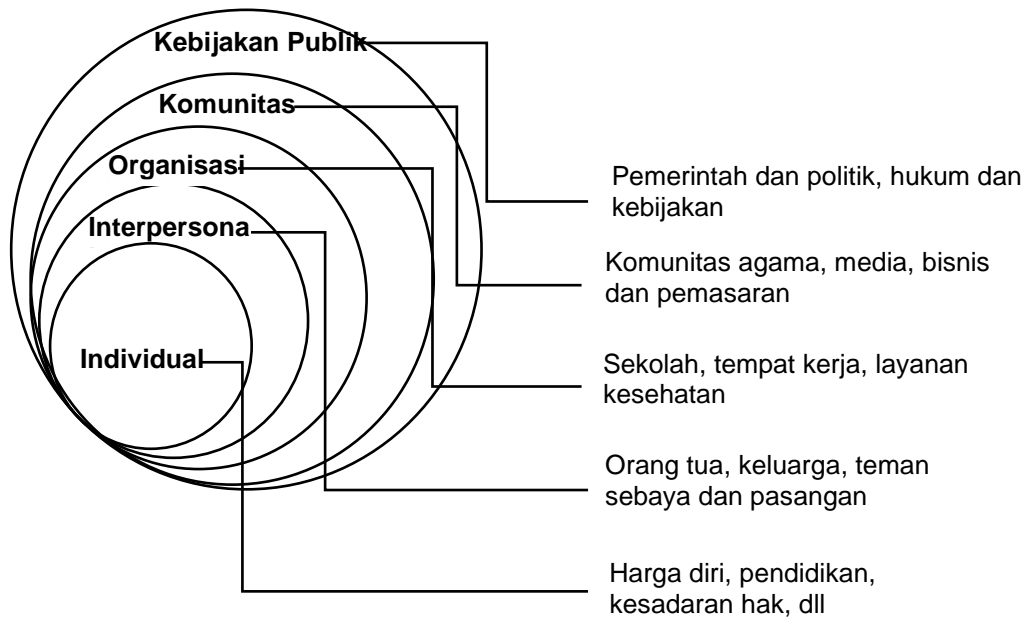 Kebijakan Publik
Komunitas
Organisasi
Interpersona
Individual
Pemerintah dan politik, hukum dan
kebijakan
Komunitas agama, media, bisnis
dan pemasaran
Sekolah, tempat kerja, layanan
kesehatan
Orang tua, keluarga, teman
sebaya dan pasangan
Harga diri, pendidikan,
kesadaran hak, dll